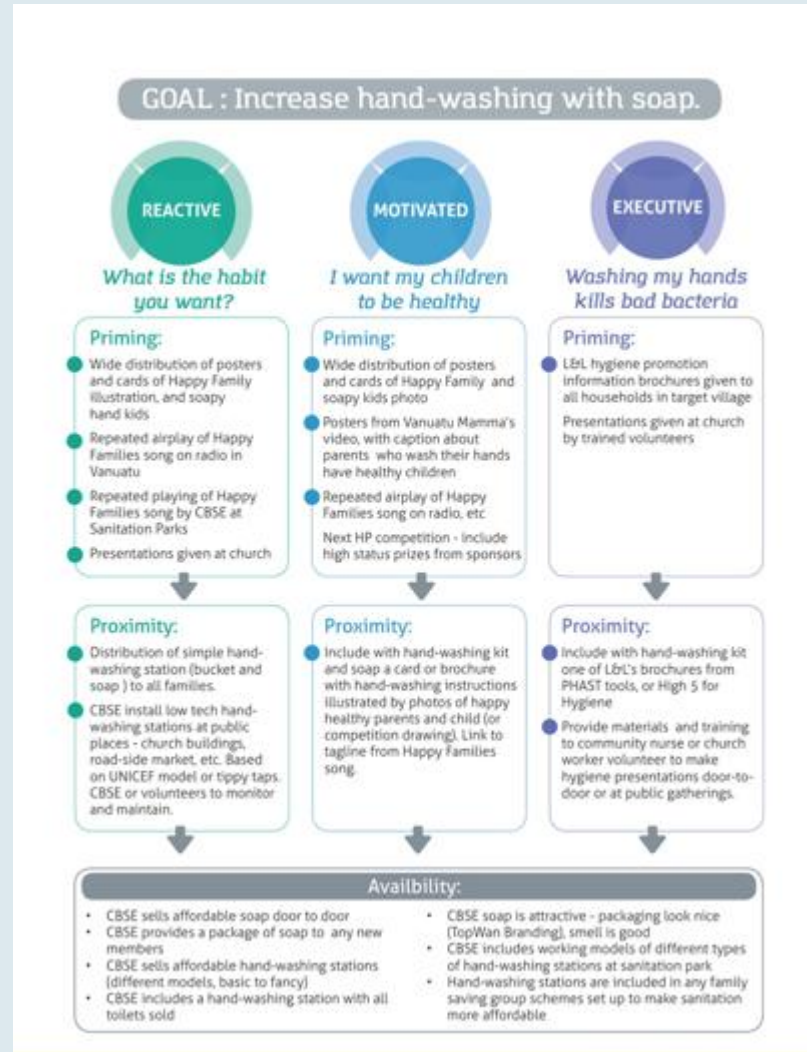 GOAL : Increase hand-washing with soap.
REACTIVE
What is the habit
you want?
Priming:
Wide distribution of posters
and cards of Happy Family
illustration, and soapy
hand kids
Repeated airplay of Happy
Families song on radio in
Vanuatu
Repeated playing of Happy
Families song by CBSE at
Sanitation Parks
Presentations given at church
Proximity:
Distribution of simple hand-
washing station (bucket and
soap ) to all families.
CBSE install low tech hand-
washing stations at public
places - church buildings,
road-side market, etc. Based
on UNICEF model or tippy taps.
CBSE or volunteers to monitor
and maintain.
MOTIVATED
I want my children
to be healthy
Priming:
Wide distribution of posters
and cards of Happy Family and
soapy kids photo
Posters from Vanuatu Mamma's
video, with caption about
parents who wash their hands
have healthy children
Repeated airplay of Happy
Families song on radio, etc
Next HP competition - include
high status prizes from sponsors
Proximity:
Include with hand-washing kit
and soap a card or brochure
with hand-washing instructions
illustrated by photos of happy
healthy parents and child (or
competition drawing). Link to
tagline from Happy Families
song.
EXECUTIVE
Washing my hands
kills bad bacteria
Priming:
L&L hygiene promotion
information brochures given to
all households in target village
Presentations given at church
by trained volunteers
Proximity:
Include with hand-washing kit
one of L&L's brochures from
PHAST tools, or High 5 for
Hygiene
Provide materials and training
to community nurse or church
worker volunteer to make
hygiene presentations door-to-
door or at public gatherings.
Availbility:
• CBSE sells affordable soap door to door
• CBSE provides a package of soap to any new
members
• CBSE sells affordable hand-washing stations
(different models, basic to fancy)
• CBSE includes a hand-washing station with all
toilets sold
• CBSE soap is attractive - packaging look nice
(TopWan Branding), smell is good
• CBSE includes working models of different types
of hand-washing stations at sanitation park
• Hand-washing stations are included in any family
saving group schemes set up to make sanitation
more affordable